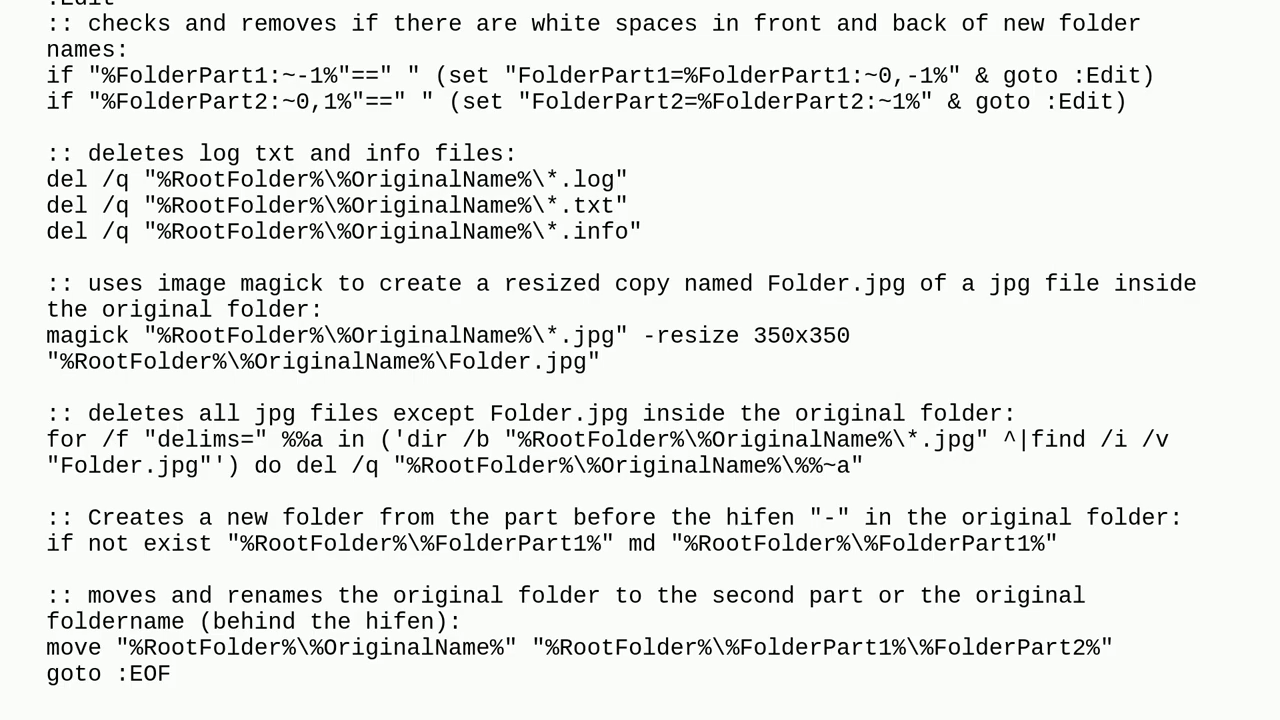 :Edit
:: checks and removes if there are white spaces in front and back of new folder
names:
if "%FolderPart1:~-1%"==" " (set "FolderPart1=%FolderPart1:~0,-1%" & goto :Edit)
if "%FolderPart2:~0,1%"==" " (set "FolderPart2=%FolderPart2:~1%" & goto :Edit)
:: deletes log txt and info files:
del /q "%RootFolder%\%OriginalName%\*.log"
del /q "%RootFolder%\%OriginalName%\*.txt"
del /q "%RootFolder%\%OriginalName%\*.info"
:: uses image magick to create a resized copy named Folder.jpg of a jpg file inside
the original folder:
magick "%RootFolder%\%OriginalName%\*.jpg" -resize 350x350
"%RootFolder%\%OriginalName%\Folder.jpg"
:: deletes all jpg files except Folder.jpg inside the original folder:
for /f "delims=" %%a in ('dir /b "%RootFolder%\%OriginalName%\*.jpg" ^|find /i /v
"Folder.jpg"') do del /q "%RootFolder%\%OriginalName%\%%~a"
:: Creates a new folder from the part before the hifen "-" in the original folder:
if not exist "%RootFolder%\%FolderPart1%" md "%RootFolder%\%FolderPart1%"
:: moves and renames the original folder to the second part or the original
foldername (behind the hifen):
move "%RootFolder%\%OriginalName%" "%RootFolder%\%FolderPart1%\%FolderPart2%"
goto :EOF